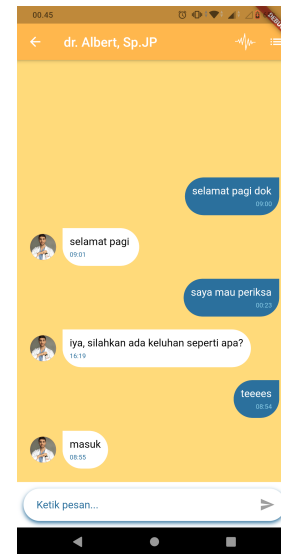 00.45
dr. Albert, Sp.JP
selamat pagi dok
09:00
selamat pagi
09:01
saya mau periksa
00:23
iya, silahkan ada keluhan seperti apa?
16:19
teeees
08:54
masuk
08:55
Ketik pesan...